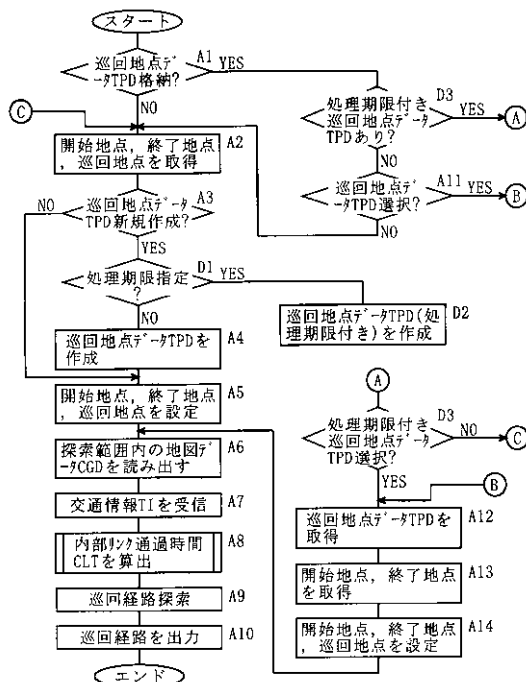 スタート
巡回地点デ
ータTPD格納?
A1
YES
NO
処理期限付き
巡回地点データ
TPDあり?
D3
YES
A
NO
C
開始地点，終了地点
，巡回地点を取得
A2
巡回地点デ
ータTPD選択?
A11
YES
B
NO
巡回地点データ
TPD新規作成?
A3
NO
YES
処理期限指定
?
D1
YES
NO
巡回地点データTPD(処
理期限付き)を作成
D2
巡回地点データTPDを
作成
A4
開始地点，終了地点
，巡回地点を設定
A5
探索範囲内の地図デ
ータCGDを読み出す
A6
交通情報TIを受信
A7
内部リンク通過時間
CLTを算出
A8
巡回経路探索
A9
巡回経路を出力
A10
エンド
A
処理期限付き
巡回地点データ
TPD選択?
D3
NO
C
YES
B
巡回地点データTPDを
取得
A12
開始地点，終了地点
を取得
A13
開始地点，終了地点
，巡回地点を設定
A14